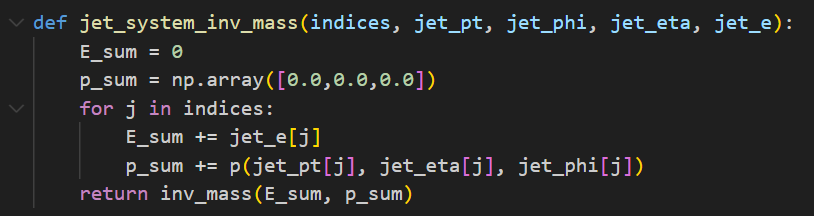 def jet_system_inv_mass(indices, jet_pt, jet_phi, jet_eta, jet_e):
    E_sum = 0
    p_sum = np.array([0.0,0.0,0.0])
    for j in indices:
        E_sum += jet_e[j]
        p_sum += p(jet_pt[j], jet_eta[j], jet_phi[j])
    return inv_mass(E_sum, p_sum)